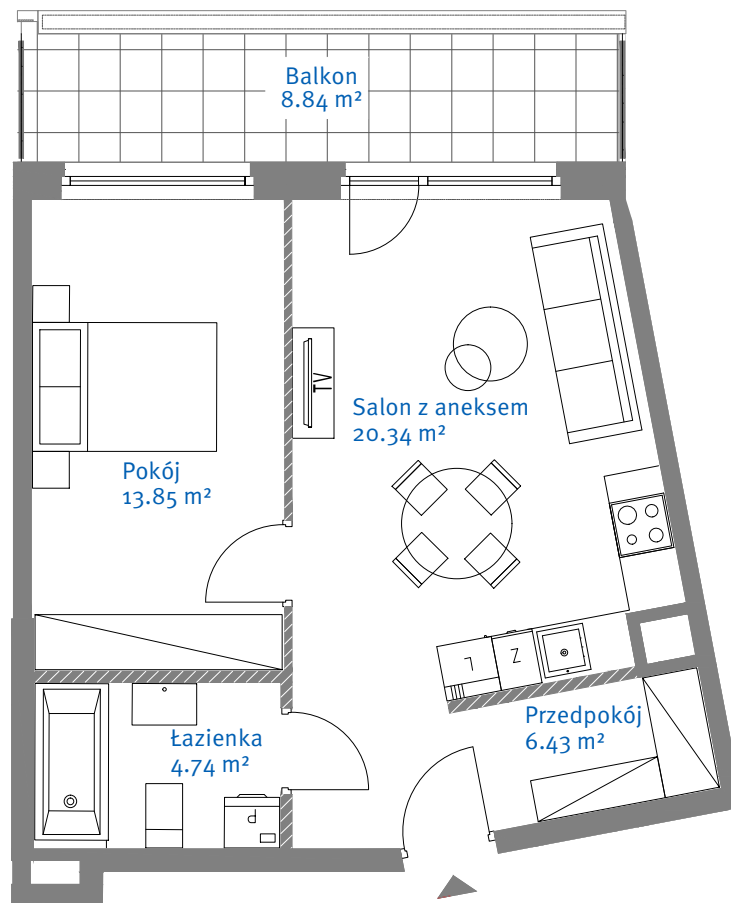 Balkon
8.84 m²
TV
Salon z aneksem
20.34 m²
Pokój
13.85 m²
L
Z
Przedpokój
6.43 m²
Łazienka
4.74 m²
P